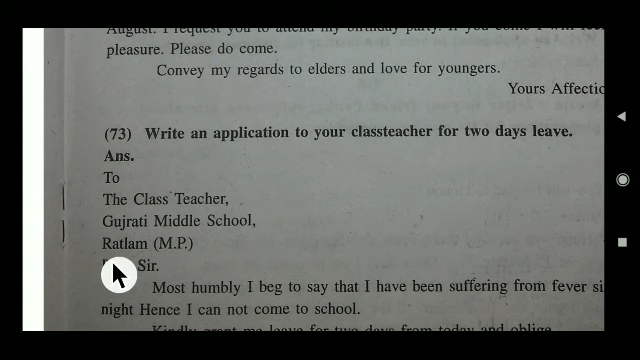 August. I request you to attend my birthday party. If you come I will feel
pleasure. Please do come.
Convey my regards to elders and love for youngers.
Yours Affectio
(73) Write an application to your classteacher for two days leave.
Ans.
To
The Class Teacher,
Gujrati Middle School,
Ratlam (M.P.)
Sir.
Most humbly I beg to say that I have been suffering from fever si
night Hence I can not come to school.
Kindly grant me leave for two days from today and oblige